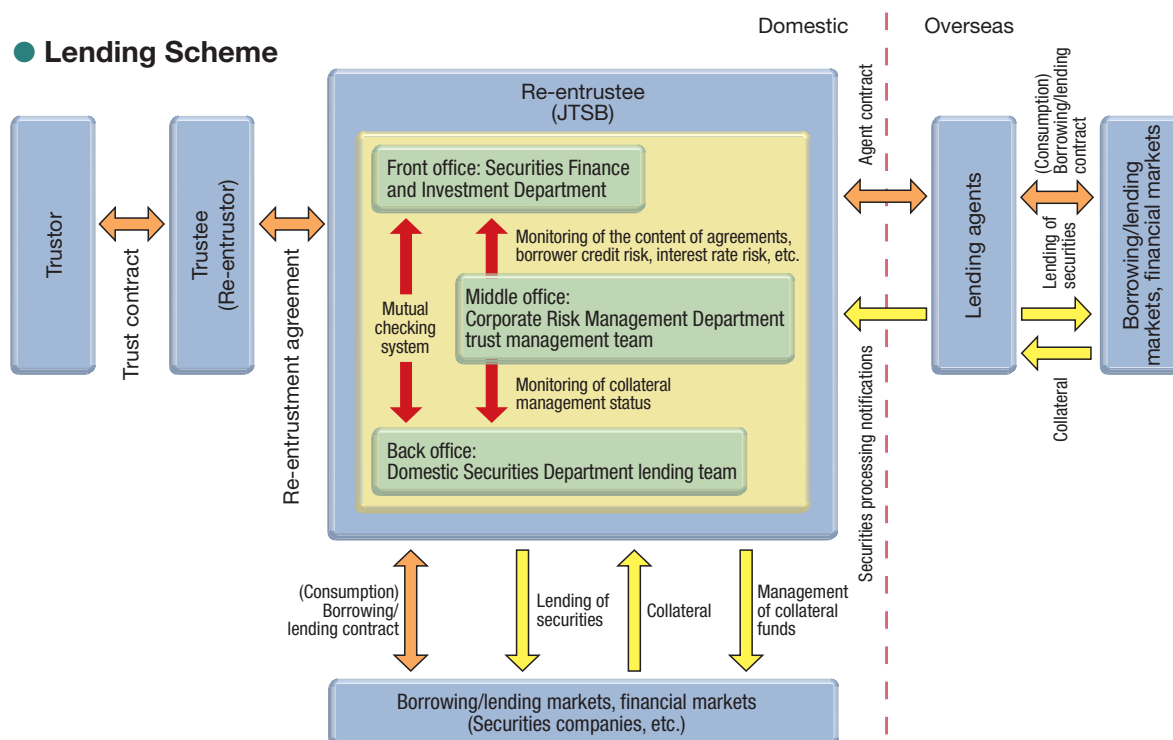 ● Lending Scheme
Domestic
Overseas
Trustor
Trust contract
Trustee
(Re-entrustor)
Re-entrustment agreement
Re-entrustee
(JTSB)
Front office: Securities Finance
and Investment Department
Monitoring of the content of agreements,
borrower credit risk, interest rate risk, etc.
Mutual
checking
system
Middle office:
Corporate Risk Management Department
trust management team
Monitoring of collateral
management status
Back office:
Domestic Securities Department lending team
Agent contract
Securities processing notifications
Lending agents
(Consumption)
Borrowing/lending
contract
Lending of
securities
Collateral
Borrowing/lending
markets, financial markets
(Consumption)
Borrowing/
lending contract
Lending of
securities
Collateral
Management
of collateral
funds
Borrowing/lending markets, financial markets
(Securities companies, etc.)